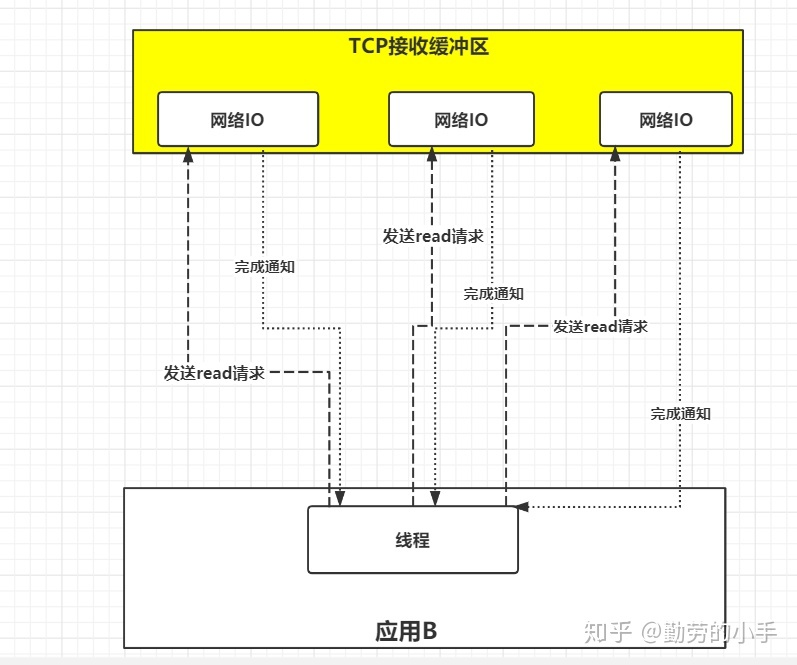 TCP接收缓冲区
网络IO
网络IO
网络IO
发送read请求
完成通知
完成通知
发送read请求
发送read请求
完成通知
线程
应用B
知乎 @勤劳的小手